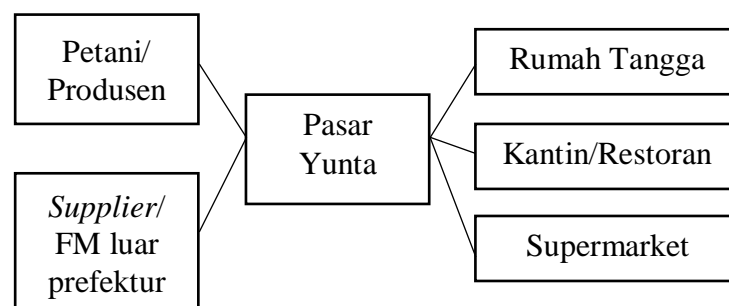 Petani/
Produsen
Supplier/
FM luar
prefektur
Pasar
Yunta
Rumah Tangga
Kantin/Restoran
Supermarket